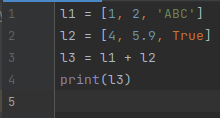 1 l1 = [1, 2, 'ABC']
2 l2 = [4, 5.9, True]
3 l3 = l1 + l2
4 print(l3)
5